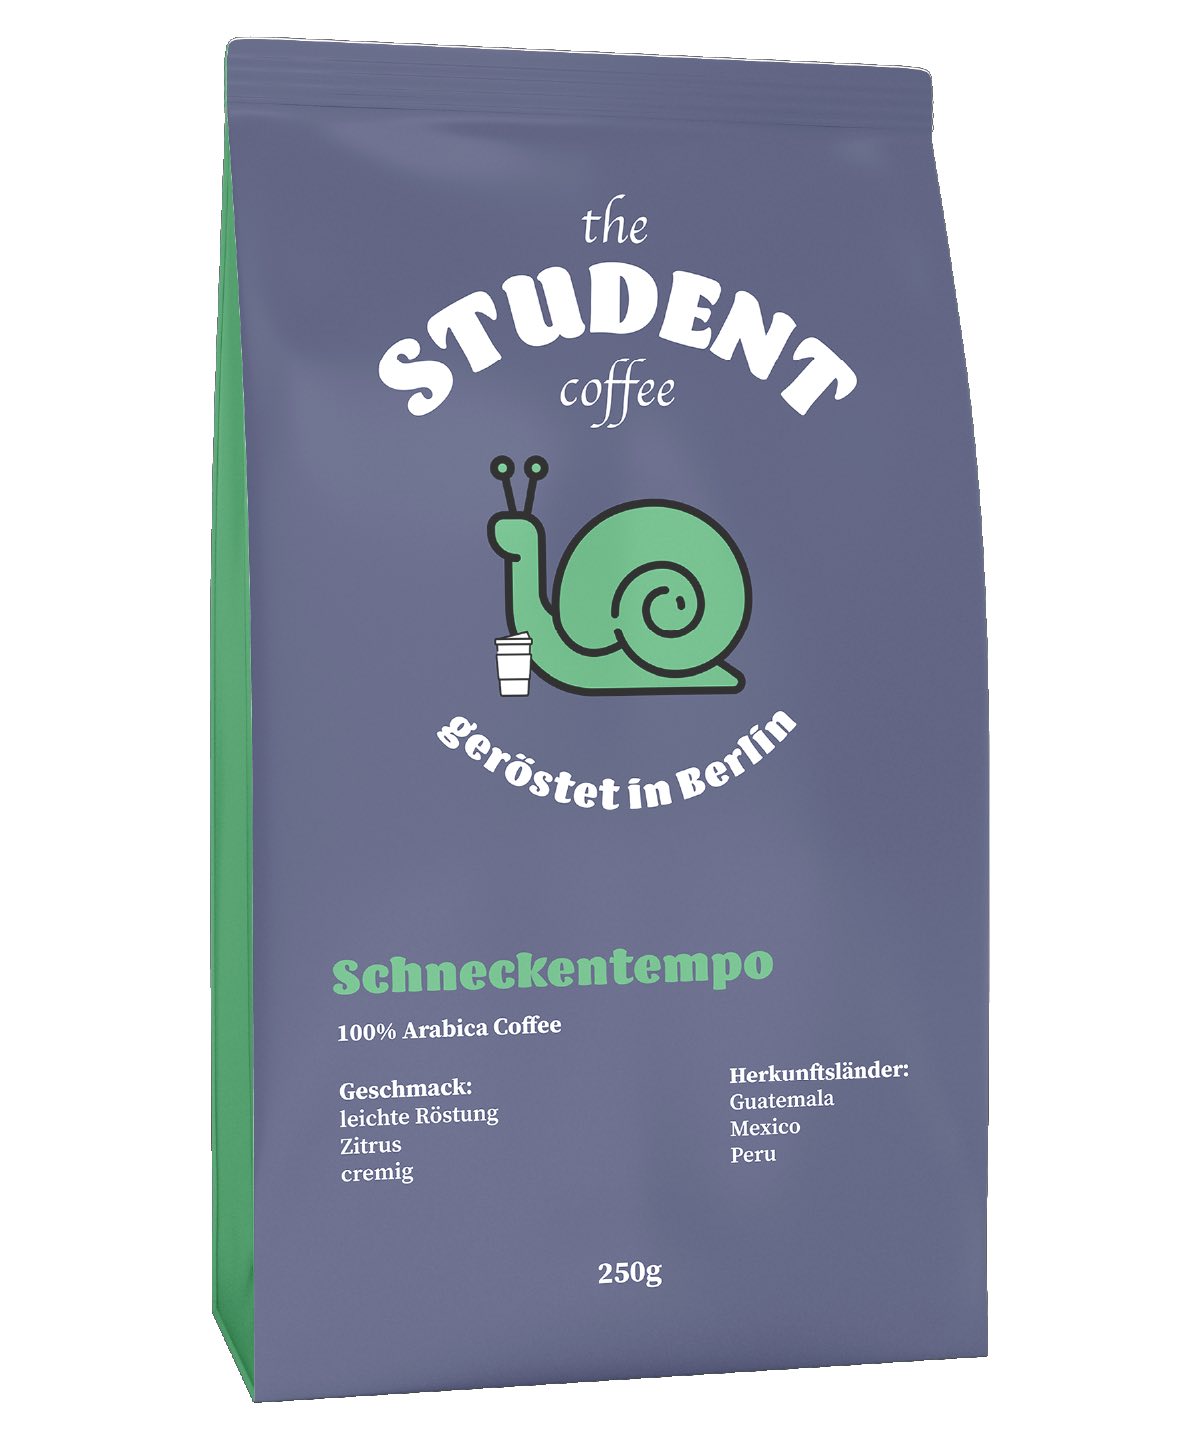 the
STUDENT
coffee
geröstet in Berlin
Schneckentempo
100% Arabica Coffee
Geschmack:
leichte Röstung
Zitrus
cremig
Herkunftsländer:
Guatemala
Mexico
Peru
250g